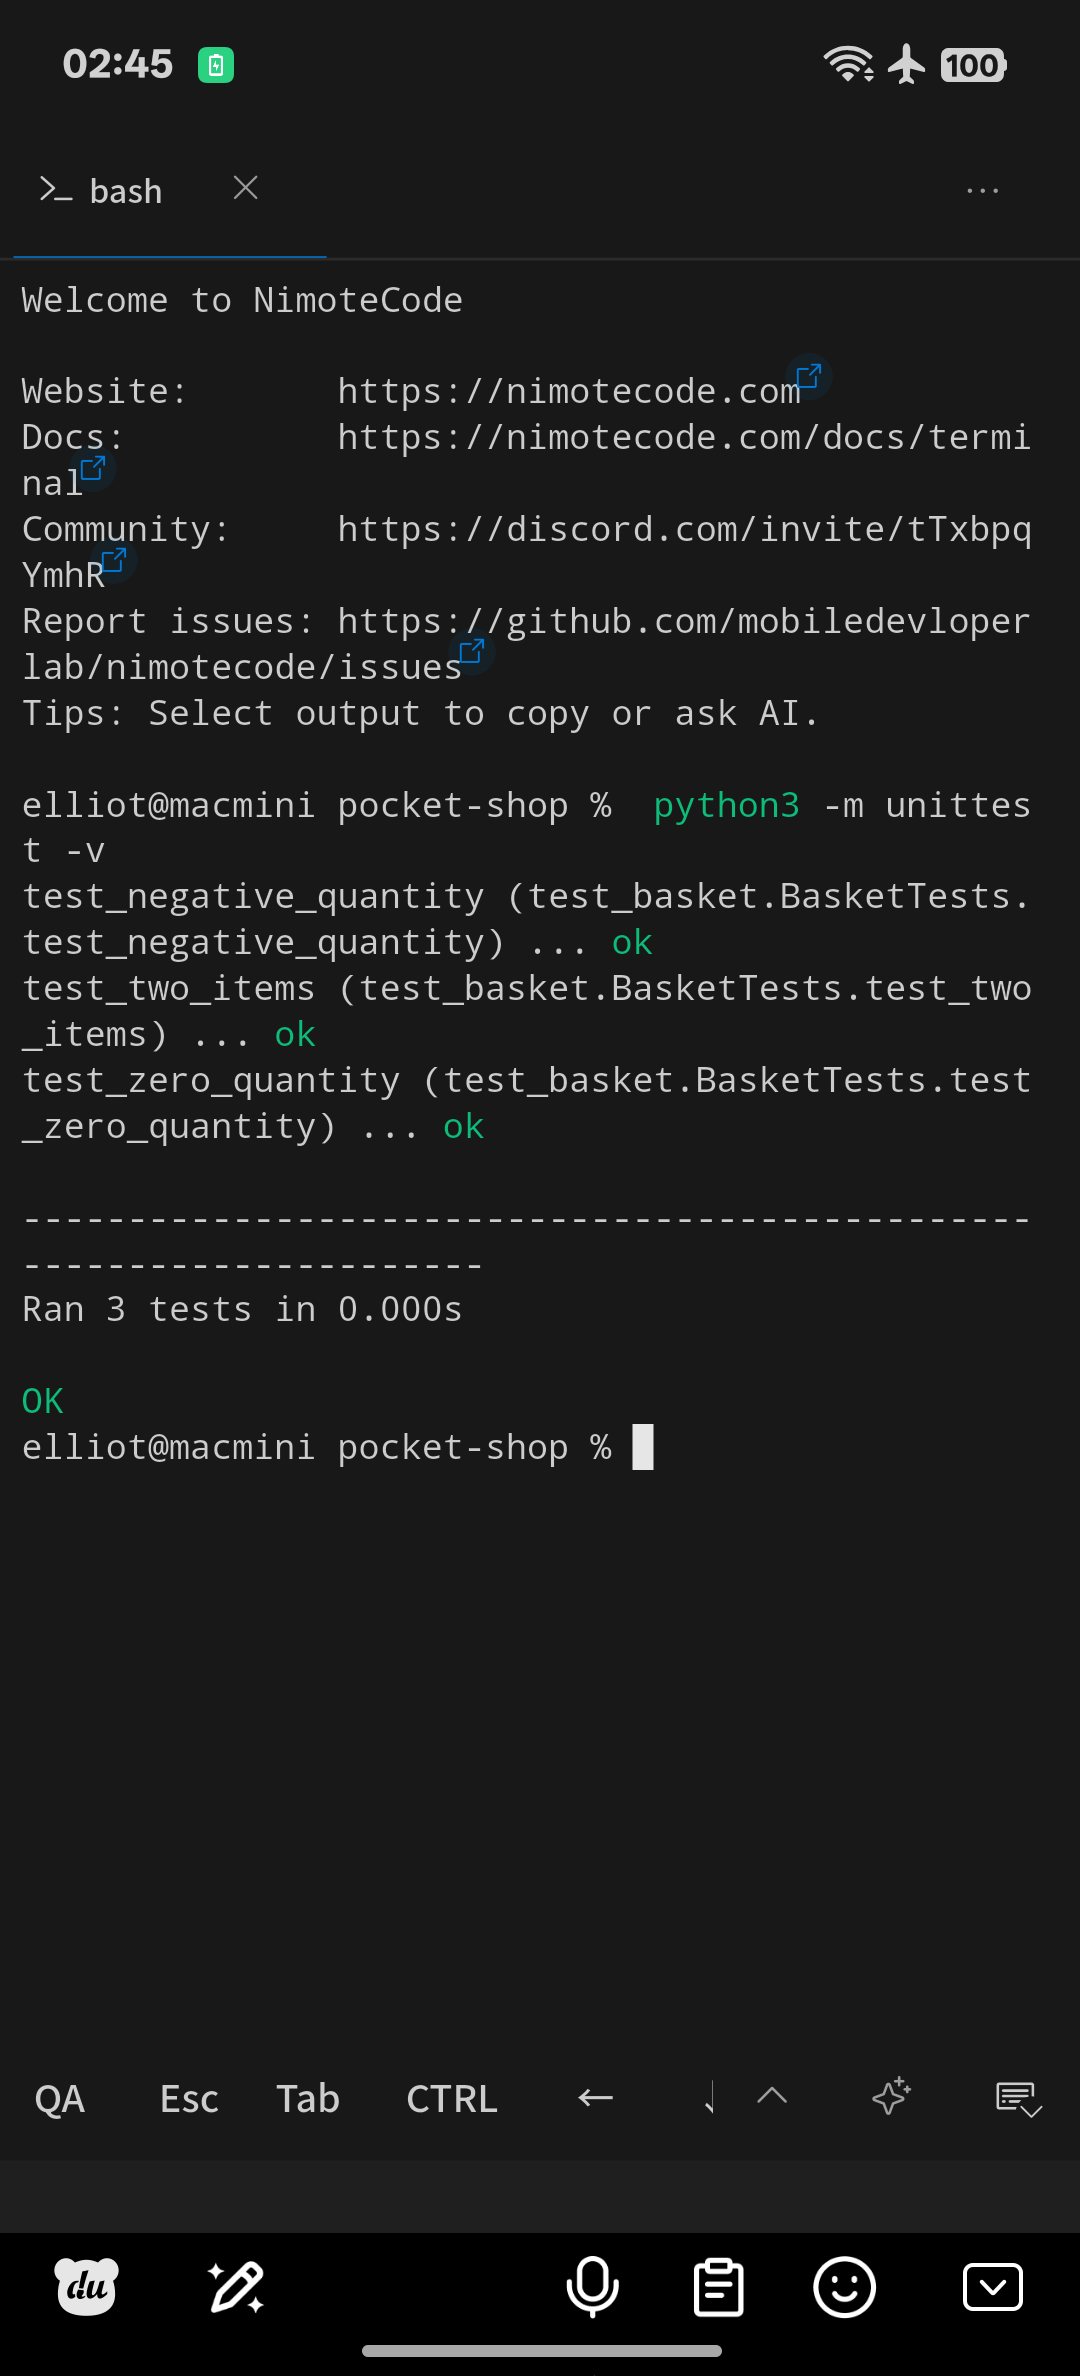 02:45
100
bash
Welcome to NimoteCode
Website: https://nimotecode.com
Docs: https://nimotecode.com/docs/termi
nal
Community: https://discord.com/invite/tTxbpq
YmhR
Report issues: https://github.com/mobiledevloper
lab/nimotecode/issues
Tips: Select output to copy or ask AI.
elliot@macmini pocket-shop %  python3 -m unittes
t -v
test_negative_quantity (test_basket.BasketTests.
test_negative_quantity) ... ok
test_two_items (test_basket.BasketTests.test_two
_items) ... ok
test_zero_quantity (test_basket.BasketTests.test
_zero_quantity) ... ok
------------------------------------------------
----------------------
Ran 3 tests in 0.000s
OK
elliot@macmini pocket-shop %
QA Esc Tab CTRL
du